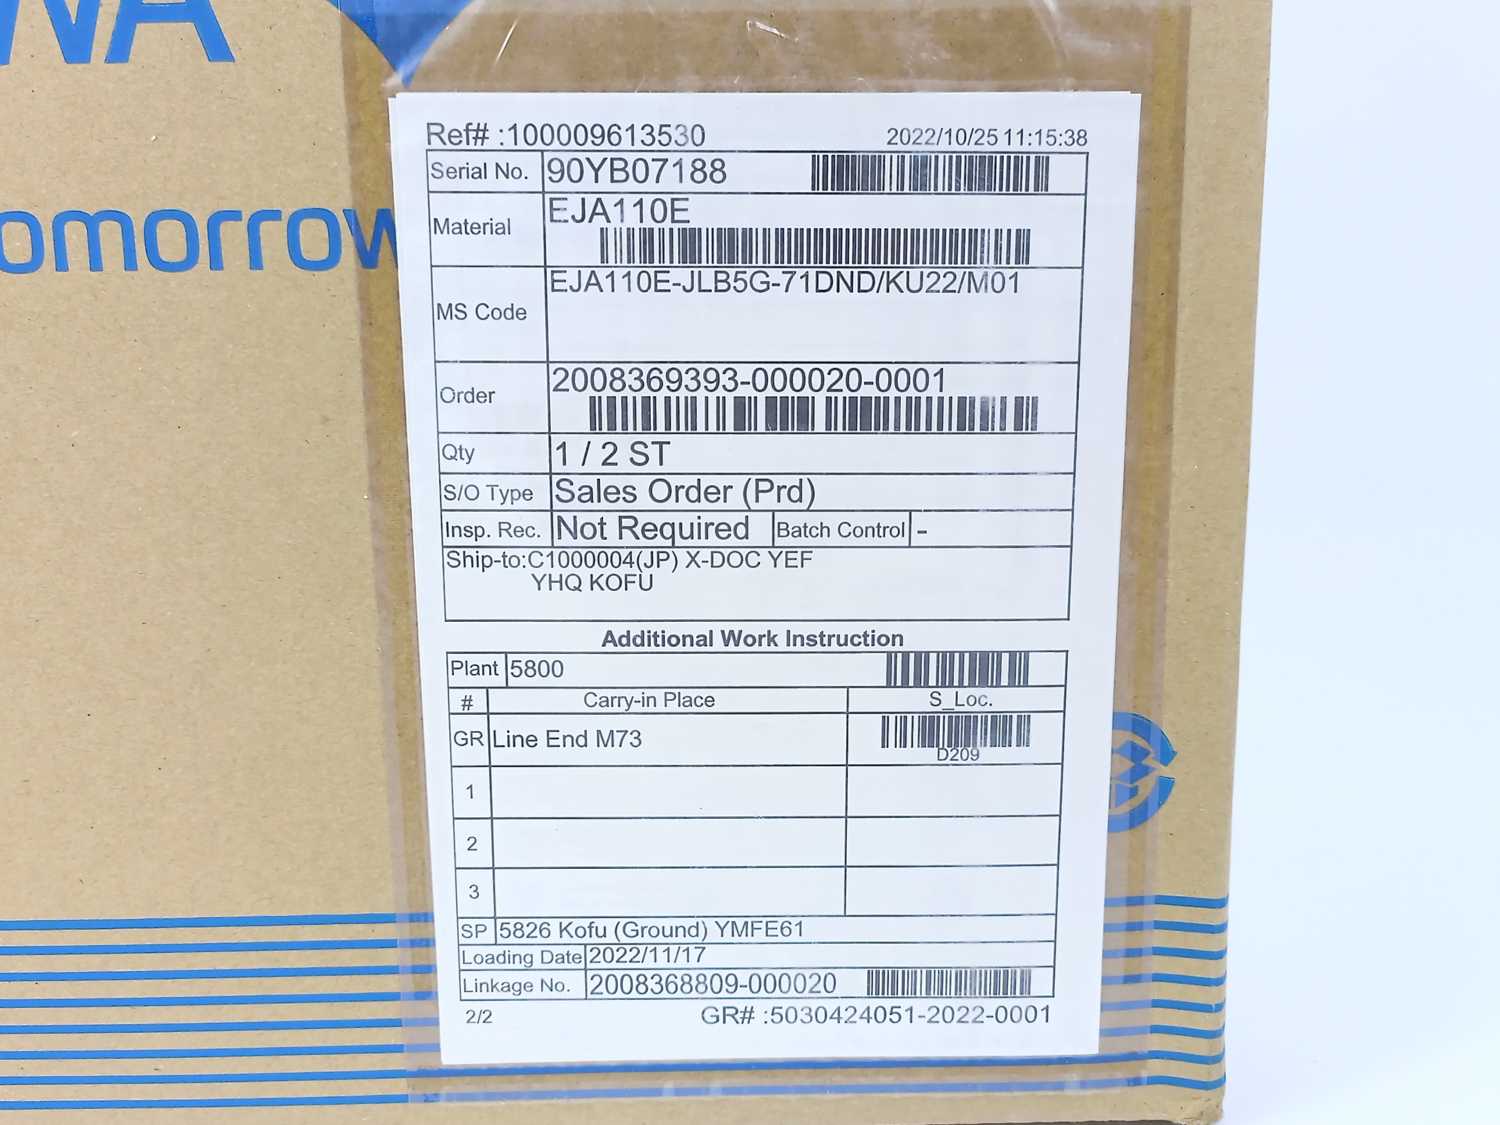 WA
omorrow
Ref# :100009613530 2022/10/25 11:15:38
Serial No. 90YB07188
Material EJA110E
MS Code EJA110E-JLB5G-71DND/KU22/M01
Order 2008369393-000020-0001
Qty 1 / 2 ST
S/O Type Sales Order (Prd)
Insp. Rec. Not Required Batch Control -
Ship-to:C1000004(JP) X-DOC YEF
YHQ KOFU
Additional Work Instruction
Plant 5800
# Carry-in Place S_Loc.
GR Line End M73
D209
1
2
3
SP 5826 Kofu (Ground) YMFE61
Loading Date 2022/11/17
Linkage No. 2008368809-000020
2/2 GR# :5030424051-2022-0001